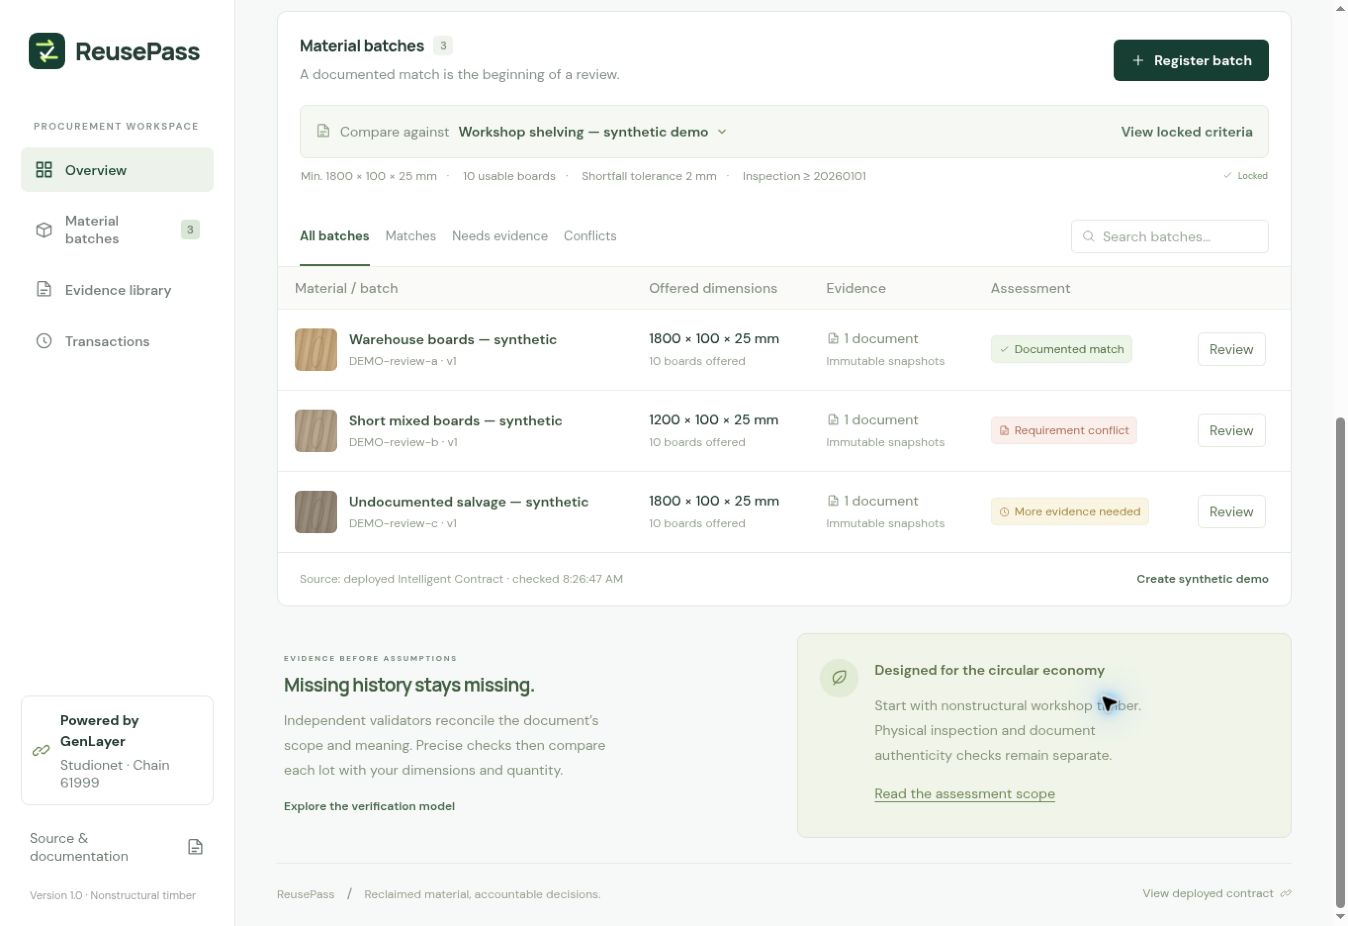 ReusePass
PROCUREMENT WORKSPACE
Overview
Material
batches
3
Evidence library
Transactions
Powered by
GenLayer
Studionet · Chain
61999
Source &
documentation
Version 1.0 · Nonstructural timber
Material batches 3
A documented match is the beginning of a review.
+ Register batch
Compare against Workshop shelving — synthetic demo
View locked criteria
Min. 1800 × 100 × 25 mm · 10 usable boards · Shortfall tolerance 2 mm · Inspection ≥ 20260101
Locked
All batches Matches Needs evidence Conflicts
Search batches…
Material / batch Offered dimensions Evidence Assessment
Warehouse boards — synthetic 1800 × 100 × 25 mm 1 document Documented match Review
DEMO-review-a · v1 10 boards offered Immutable snapshots
Short mixed boards — synthetic 1200 × 100 × 25 mm 1 document Requirement conflict Review
DEMO-review-b · v1 10 boards offered Immutable snapshots
Undocumented salvage — synthetic 1800 × 100 × 25 mm 1 document More evidence needed Review
DEMO-review-c · v1 10 boards offered Immutable snapshots
Source: deployed Intelligent Contract · checked 8:26:47 AM
Create synthetic demo
EVIDENCE BEFORE ASSUMPTIONS
Missing history stays missing.
Independent validators reconcile the document's
scope and meaning. Precise checks then compare
each lot with your dimensions and quantity.
Explore the verification model
Designed for the circular economy
Start with nonstructural workshop timber.
Physical inspection and document
authenticity checks remain separate.
Read the assessment scope
ReusePass / Reclaimed material, accountable decisions.
View deployed contract